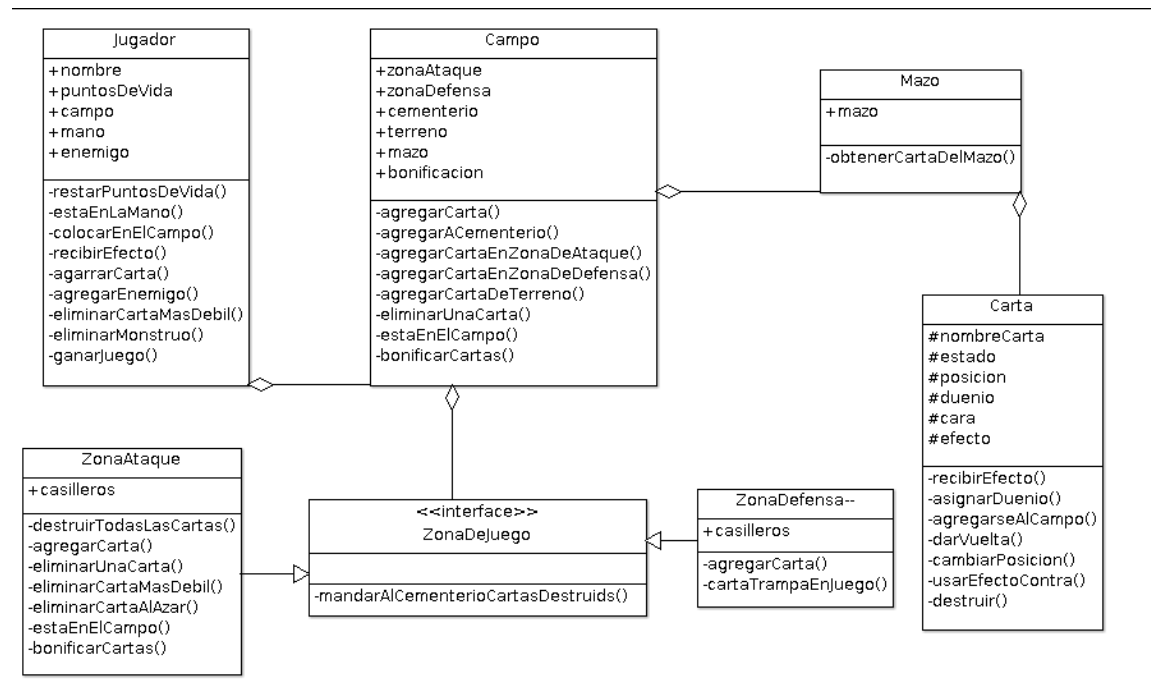 Jugador
+nombre
+puntosDeVida
+campo
+mano
+enemigo
-restarPuntosDeVida()
-estaEnLaMano()
-colocarEnElCampo()
-recibirEfecto()
-agarrarCarta()
-agregarEnemigo()
-eliminarCartaMasDebil()
-eliminarMonstruo()
-ganarJuego()
Campo
+zonaAtaque
+zonaDefensa
+cementerio
+terreno
+mazo
+bonificacion
-agregarCarta()
-agregarACementerio()
-agregarCartaEnZonaDeAtaque()
-agregarCartaEnZonaDeDefensa()
-agregarCartaDeTerreno()
-eliminarUnaCarta()
-estaEnElCampo()
-bonificarCartas()
Mazo
+mazo
-obtenerCartaDelMazo()
Carta
#nombreCarta
#estado
#posicion
#duenio
#cara
#efecto
-recibirEfecto()
-asignarDuenio()
-agregarseAlCampo()
-darVuelta()
-cambiarPosicion()
-usarEfectoContra()
-destruir()
ZonaAtaque
+casilleros
-destruirTodasLasCartas()
-agregarCarta()
-eliminarUnaCarta()
-eliminarCartaMasDebil()
-eliminarCartaAlAzar()
-estaEnElCampo()
-bonificarCartas()
<<interface>>
ZonaDeJuego
-mandarAlCementerioCartasDestruids()
ZonaDefensa--
+casilleros
-agregarCarta()
-cartaTrampaEnJuego()